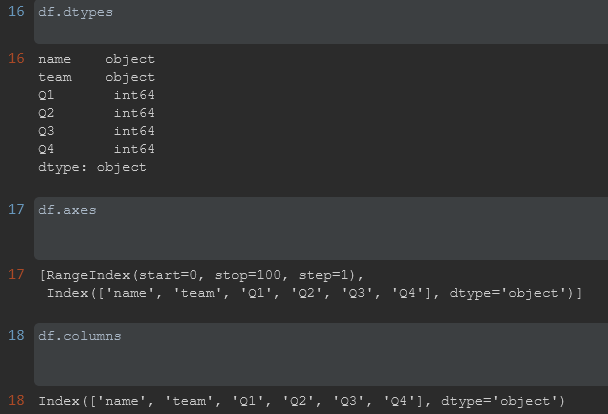 16 df.dtypes
16 name    object
team    object
Q1       int64
Q2       int64
Q3       int64
Q4       int64
dtype: object
17 df.axes
17 [RangeIndex(start=0, stop=100, step=1),
 Index(['name', 'team', 'Q1', 'Q2', 'Q3', 'Q4'], dtype='object')]
18 df.columns
18 Index(['name', 'team', 'Q1', 'Q2', 'Q3', 'Q4'], dtype='object')